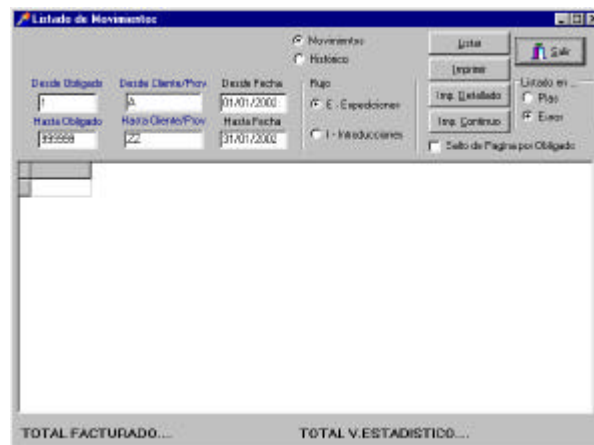 Listado de Movimientos
Movimientos
Histórico
Listar
Salir
Imprimir
Desde Obligado
Desde Cliente/Prov
Desde Fecha
Flujo
Listado en ...
1
A
01/01/2002
E - Expediciones
Imp. Detallado
Ptas
Hasta Obligado
Hasta Cliente/Prov
Hasta Fecha
Imp. Continuo
Euros
999999
ZZ
31/01/2002
I - Introducciones
Salto de Pagina por Obligado
TOTAL FACTURADO....
TOTAL V.ESTADISTICO....